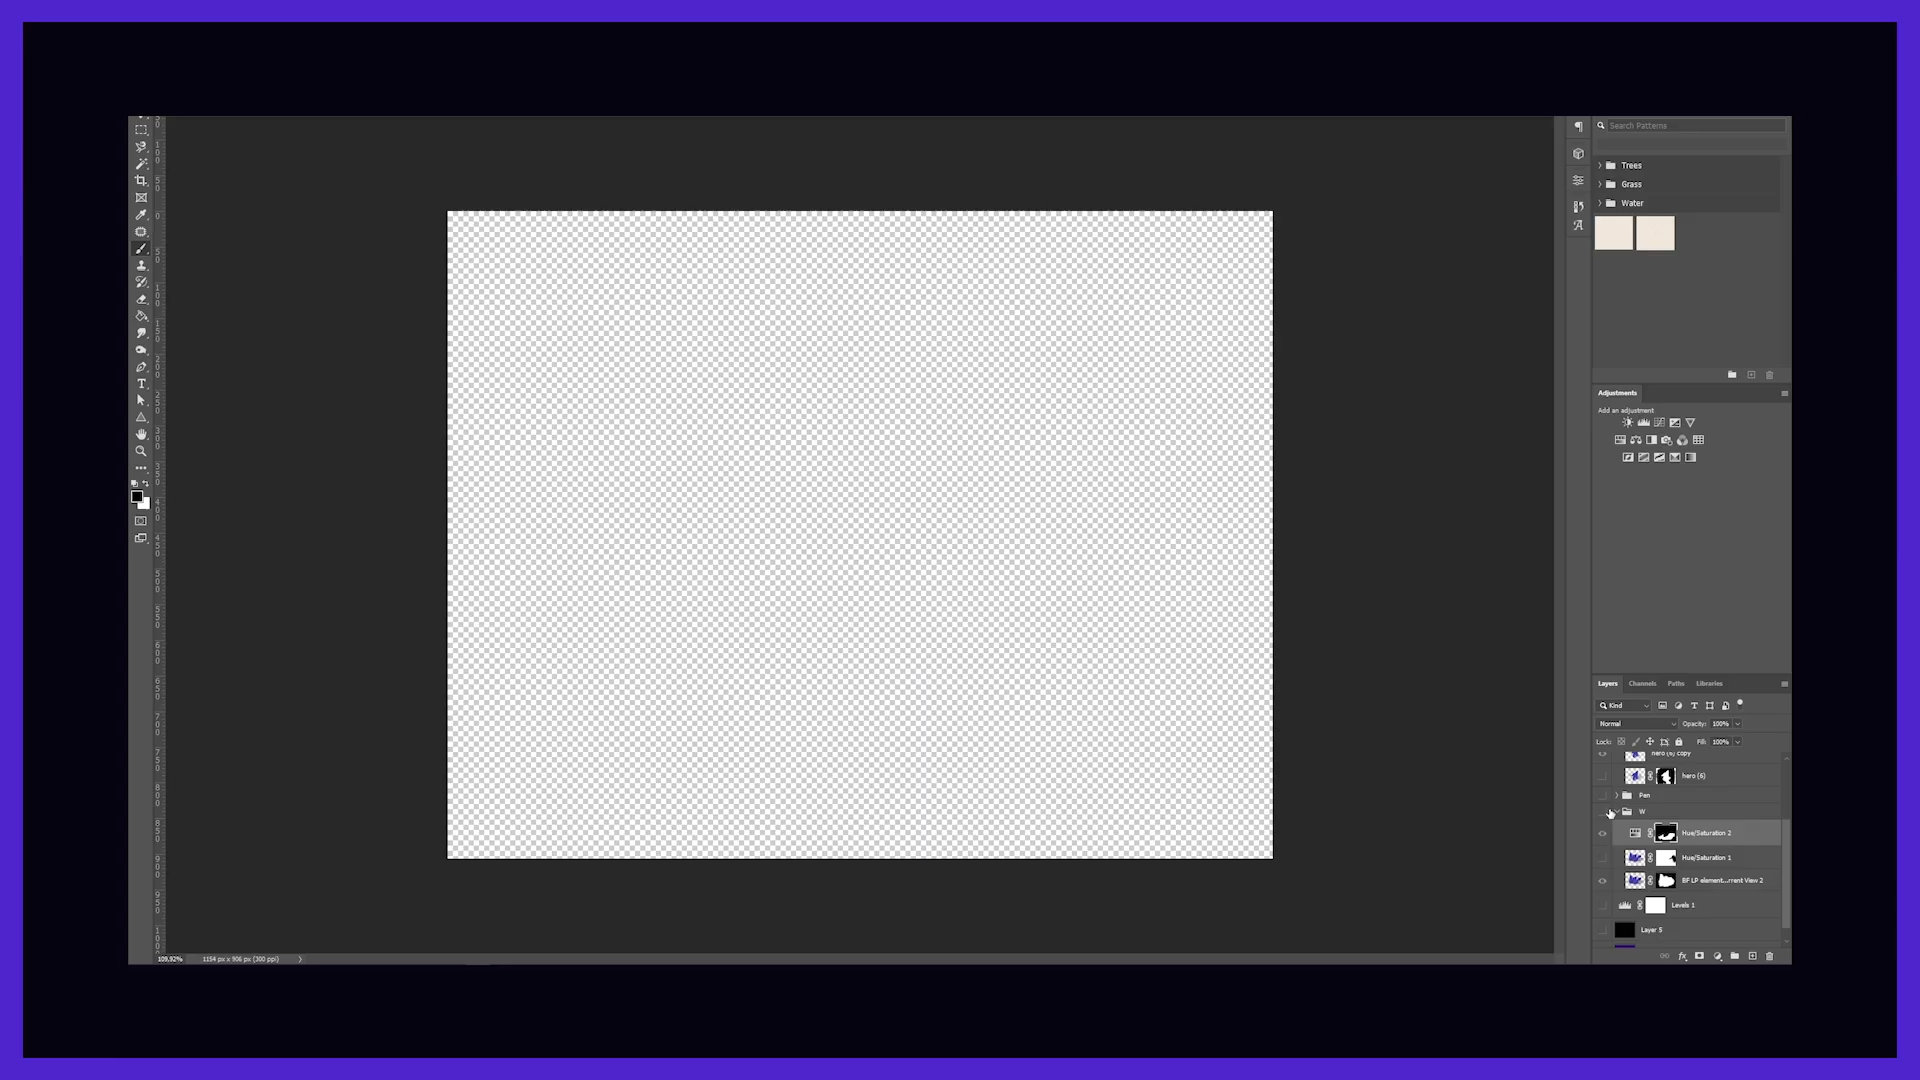 Search Patterns
Trees
Grass
Water
Adjustments
Add an adjustment
Layers Channels Paths Libraries
Kind
Normal Opacity: 100%
Lock: Fill: 100%
hero (6) copy
hero (6)
Pen
W
Hue/Saturation 2
Hue/Saturation 1
BF LP element...rrent View 2
Levels 1
Layer 5
109,92% 1154 px x 906 px (300 ppi)